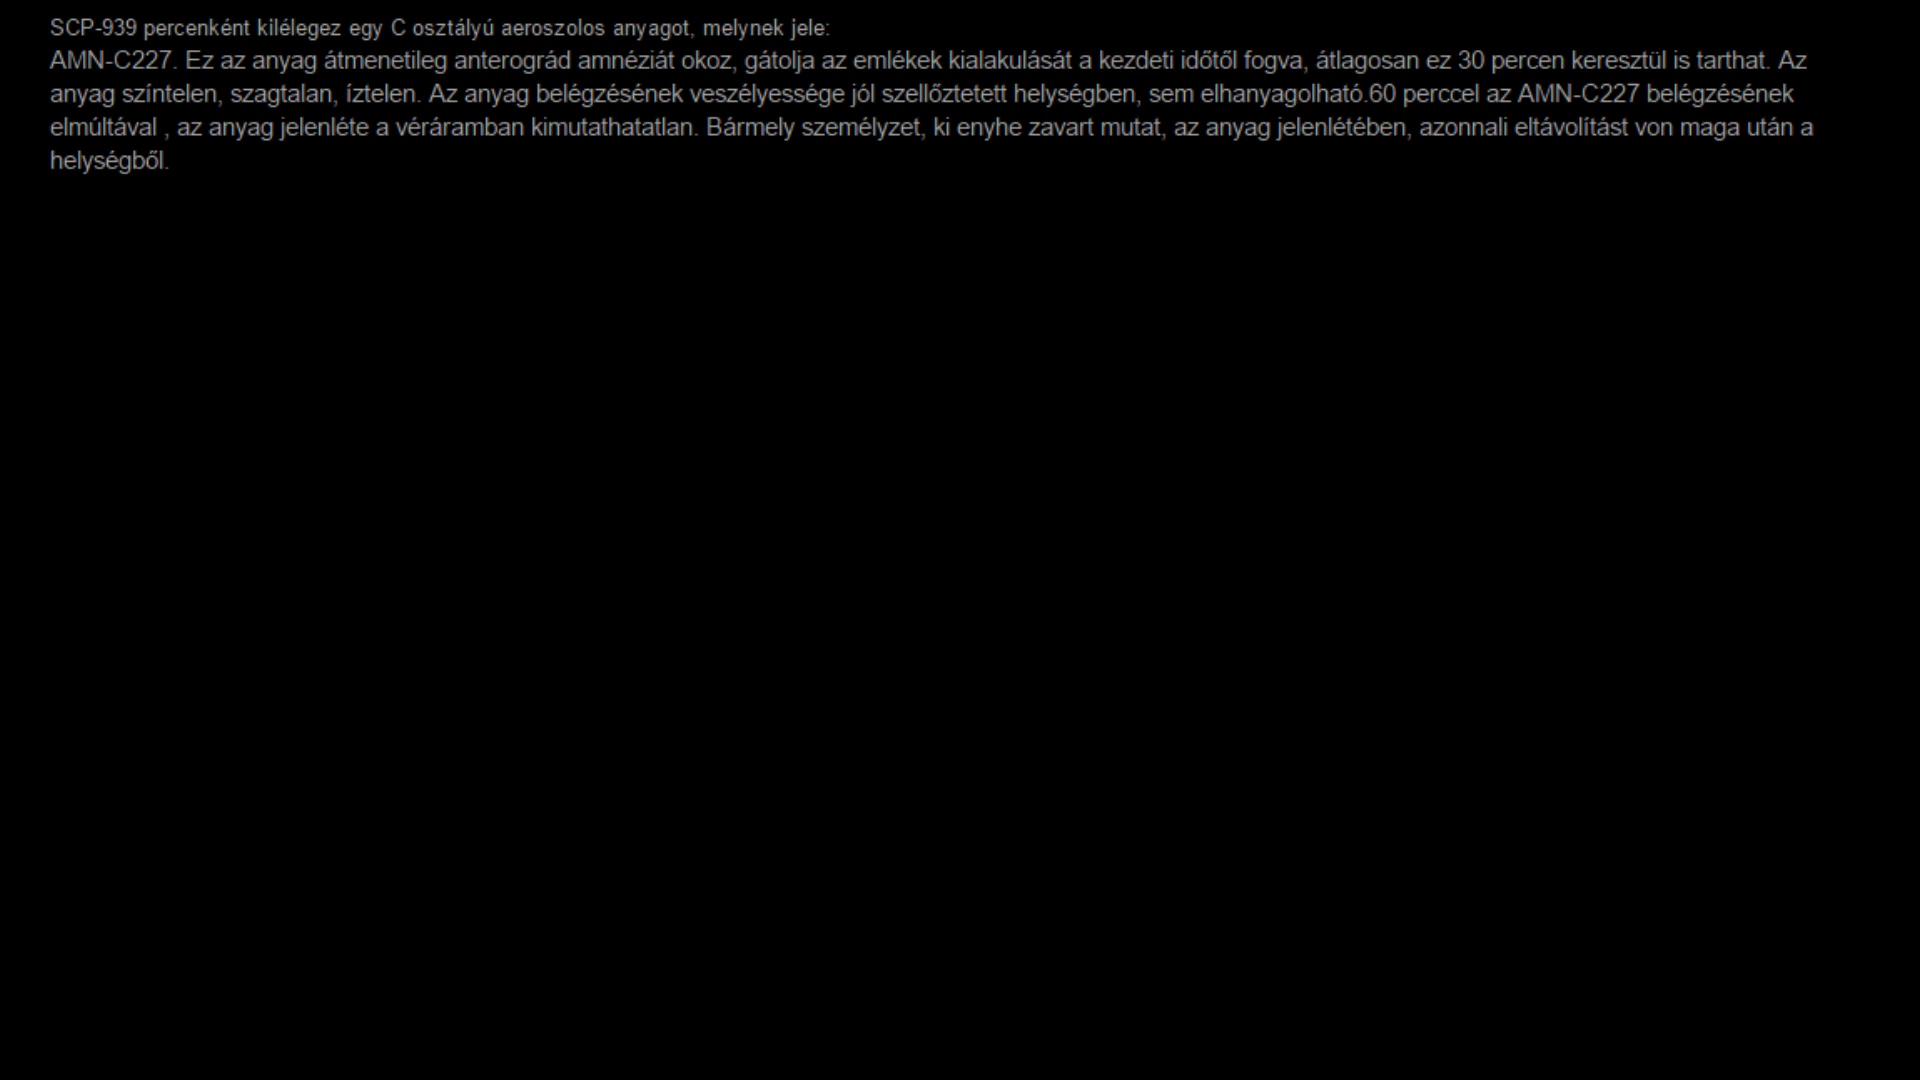 SCP-939 percenként kilélegez egy C osztályú aeroszolos anyagot, melynek jele:
AMN-C227. Ez az anyag átmenetileg anterográd amnéziát okoz, gátolja az emlékek kialakulását a kezdeti időtől fogva, átlagosan ez 30 percen keresztül is tarthat. Az
anyag színtelen, szagtalan, íztelen. Az anyag belégzésének veszélyessége jól szellőztetett helységben, sem elhanyagolható.60 perccel az AMN-C227 belégzésének
elmúltával , az anyag jelenléte a véráramban kimutathatatlan. Bármely személyzet, ki enyhe zavart mutat, az anyag jelenlétében, azonnali eltávolítást von maga után a
helységből.